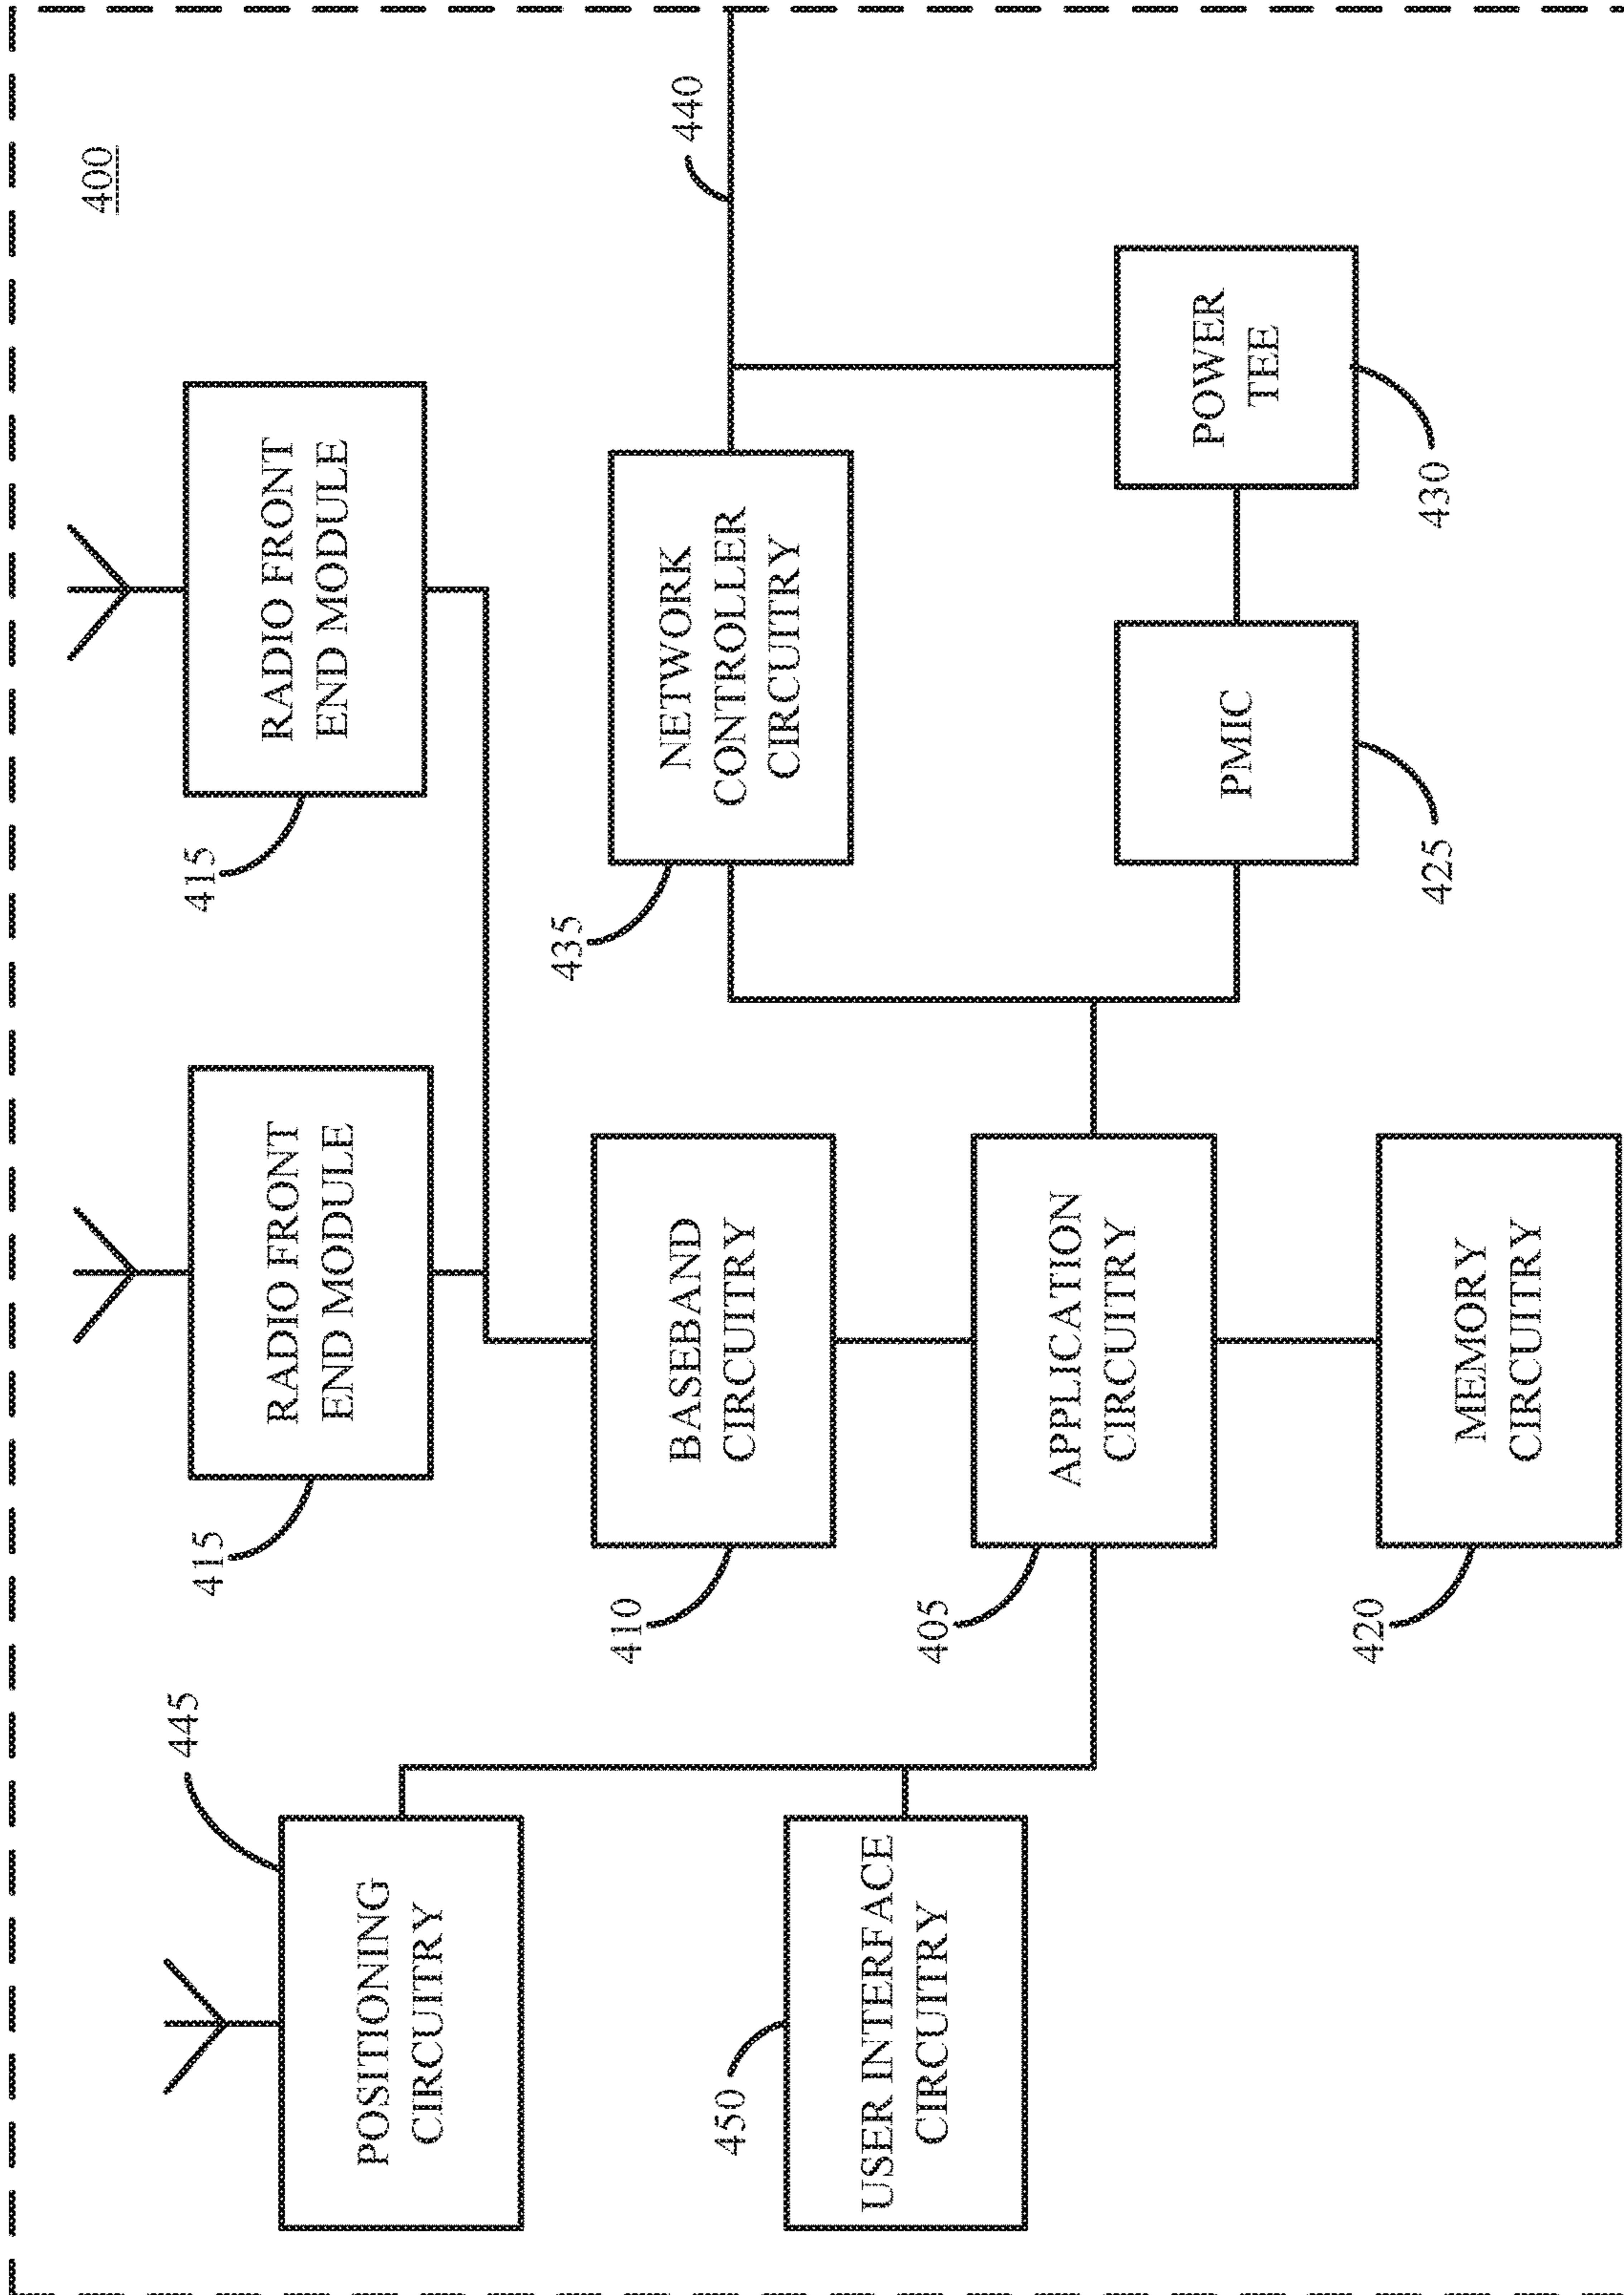 400
445
415
RADIO FRONT
END MODULE
415
RADIO FRONT
END MODULE
POSITIONING
CIRCUITRY
410
BASEBAND
CIRCUITRY
435
NETWORK
CONTROLLER
CIRCUITRY
440
450
USER INTERFACE
CIRCUITRY
405
APPLICATION
CIRCUITRY
PMIC
425
POWER
TEE
430
420
MEMORY
CIRCUITRY